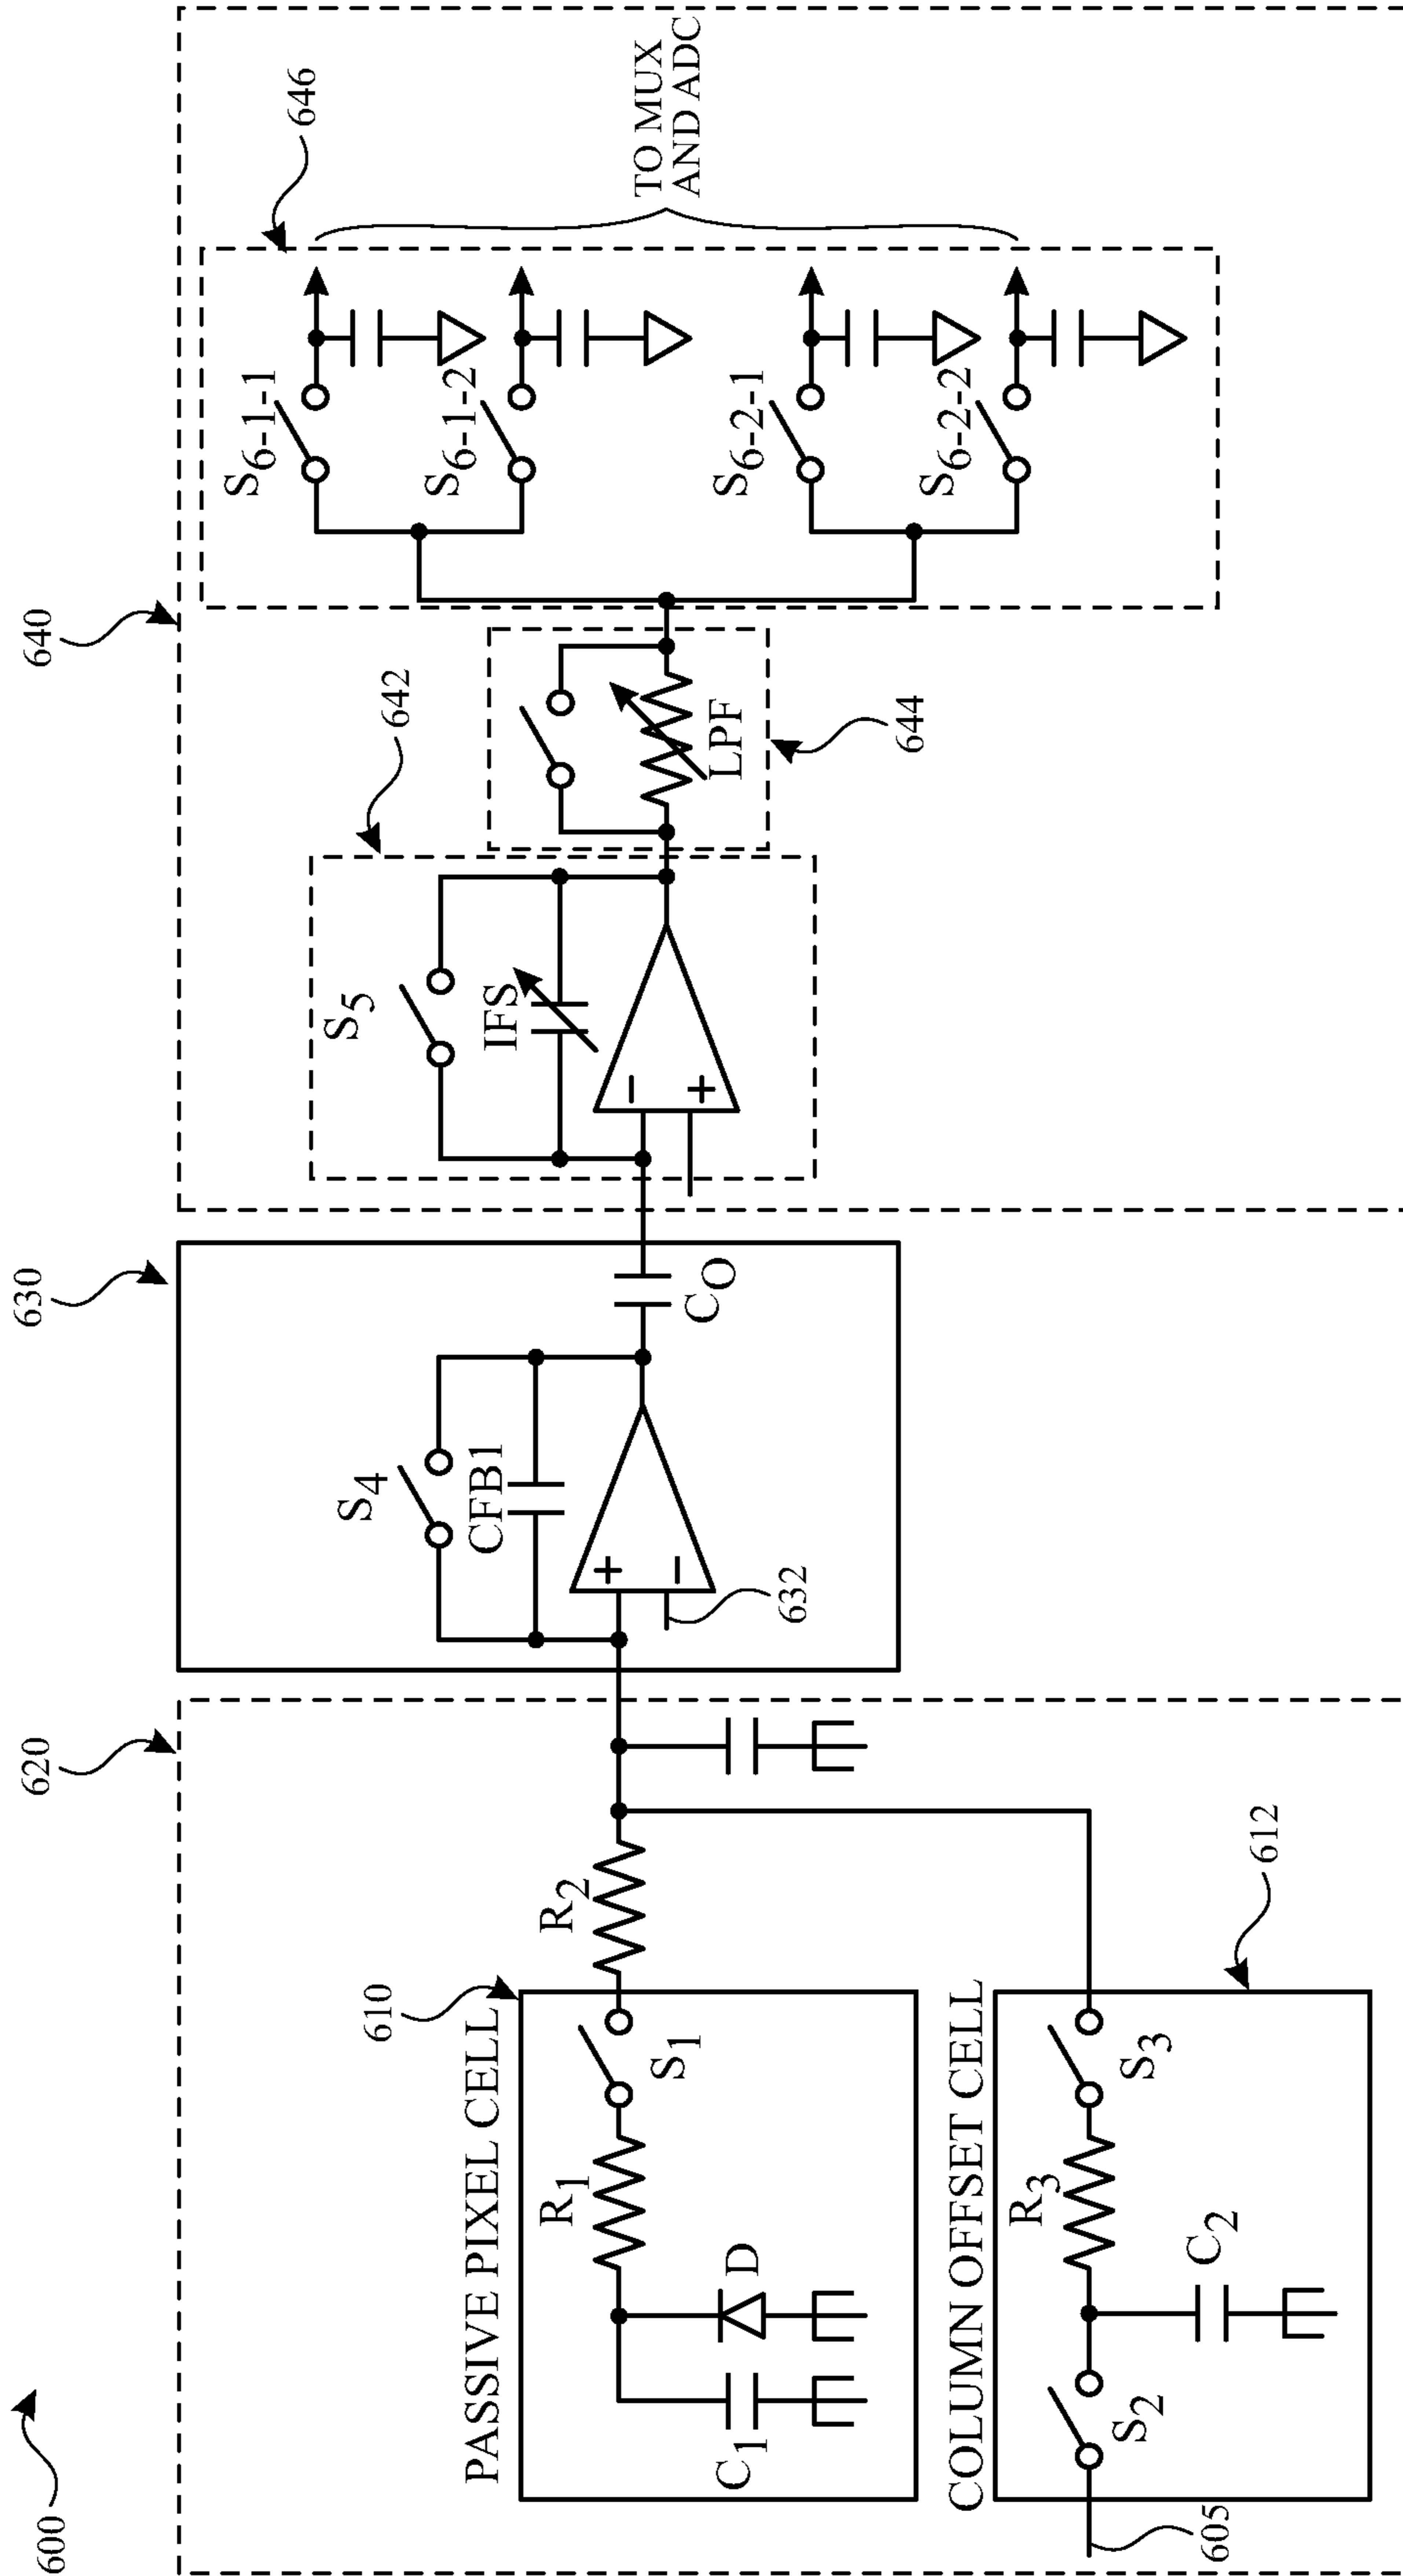 600
620
630
640
PASSIVE PIXEL CELL
610
C1
D
R1
S1
R2
COLUMN OFFSET CELL
612
605
S2
C2
R3
S3
S4
CFB1
+
−
632
CO
642
S5
IFS
−
+
LPF
644
646
S6-1-1
S6-1-2
S6-2-1
S6-2-2
TO MUX
AND ADC